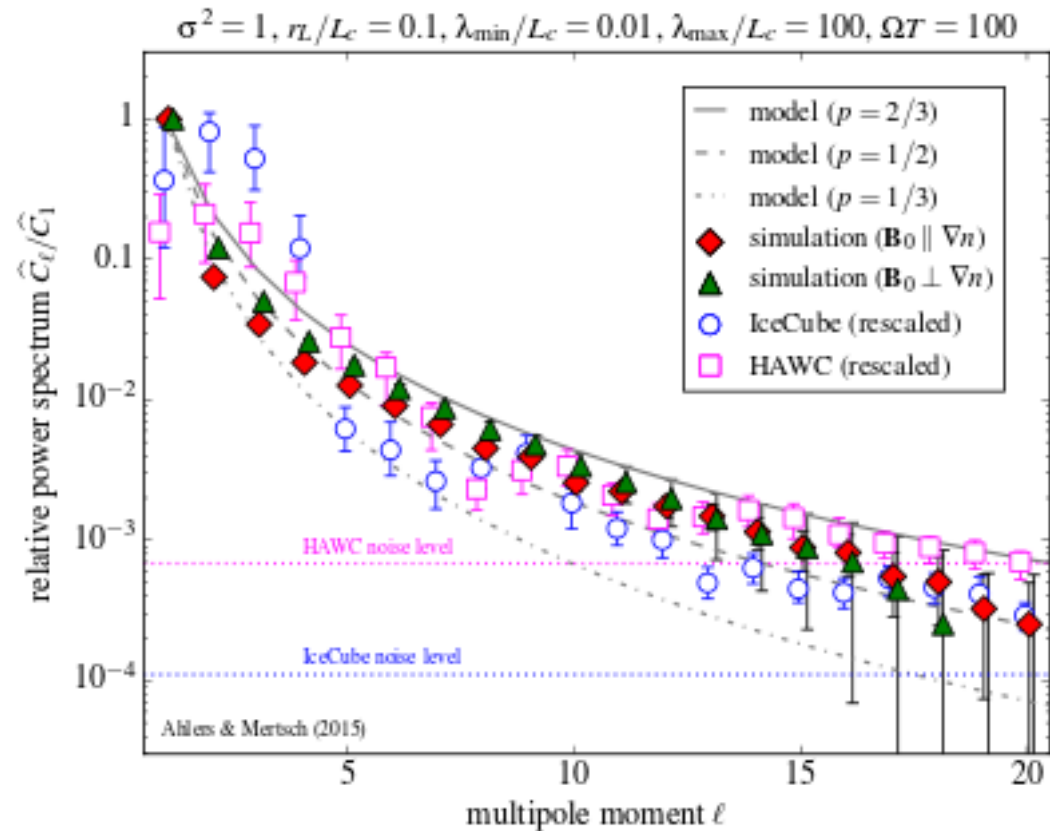 σ² = 1, r_L/L_c = 0.1, λ_min/L_c = 0.01, λ_max/L_c = 100, ΩT = 100
relative power spectrum Ĉ_ℓ/Ĉ_1
1
0.1
10⁻²
10⁻³
10⁻⁴
model (p = 2/3)
model (p = 1/2)
model (p = 1/3)
simulation (B₀ ∥ ∇n)
simulation (B₀ ⊥ ∇n)
IceCube (rescaled)
HAWC (rescaled)
HAWC noise level
IceCube noise level
Ahlers & Mertsch (2015)
5 10 15 20
multipole moment ℓ